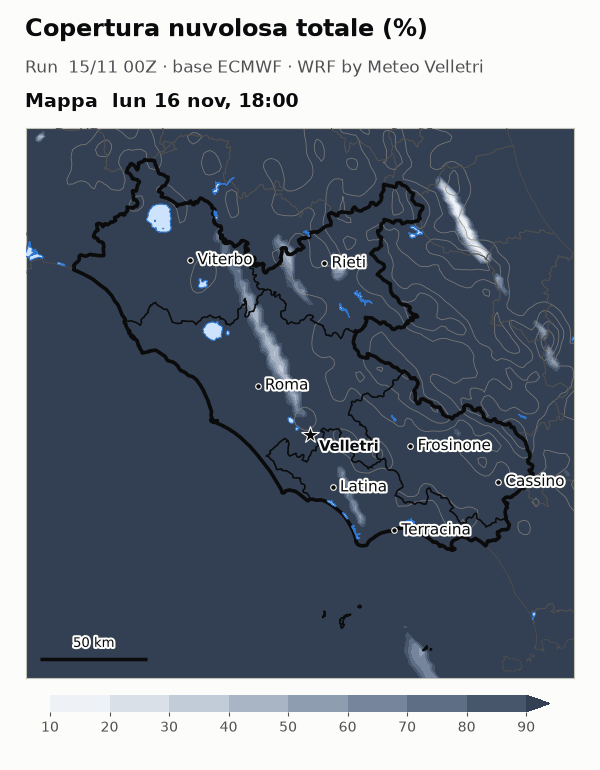 Copertura nuvolosa totale (%)
Run  15/11 00Z · base ECMWF · WRF by Meteo Velletri
Mappa  lun 16 nov, 18:00
Viterbo
Rieti
Roma
Velletri
Frosinone
Latina
Cassino
Terracina
50 km
10 20 30 40 50 60 70 80 90